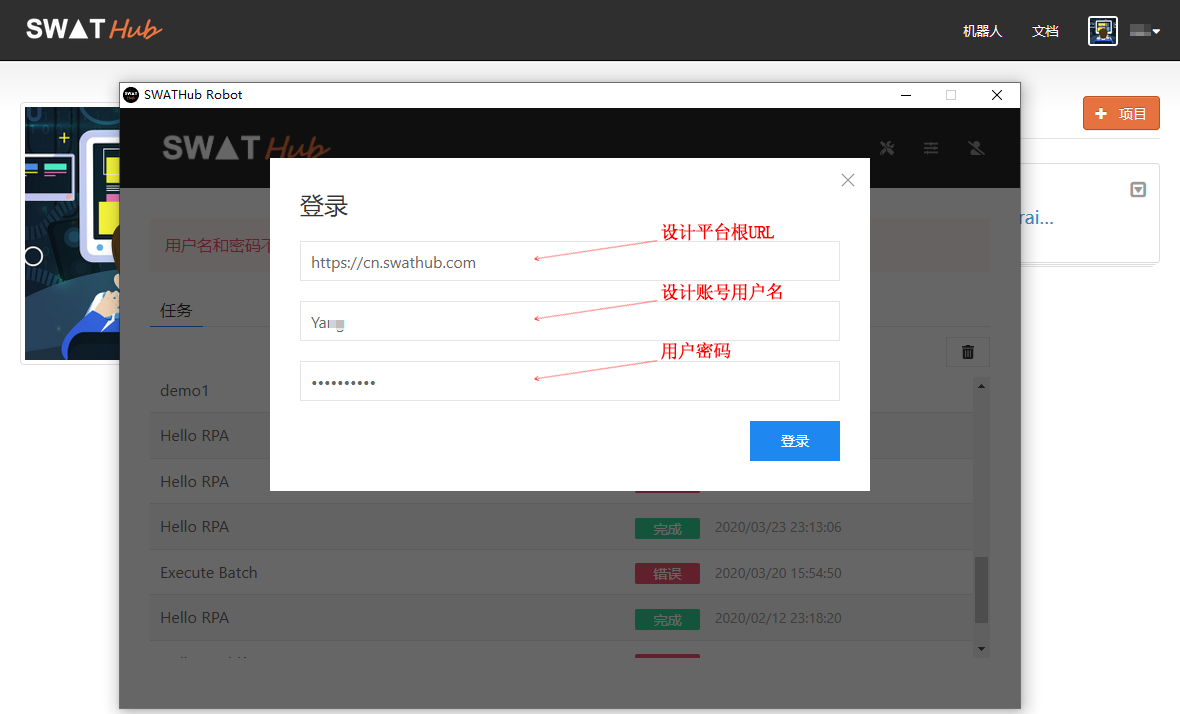 SWAT Hub
机器人 文档
SWATHub Robot
项目
SWAT Hub
登录
设计平台根URL
用户名和密码不
https://cn.swathub.com
rai...
设计账号用户名
任务
用户密码
••••••••••
demo1
Hello RPA
登录
Hello RPA
Hello RPA 完成 2020/03/23 23:13:06
Execute Batch 错误 2020/03/20 15:54:50
Hello RPA 完成 2020/02/12 23:18:20